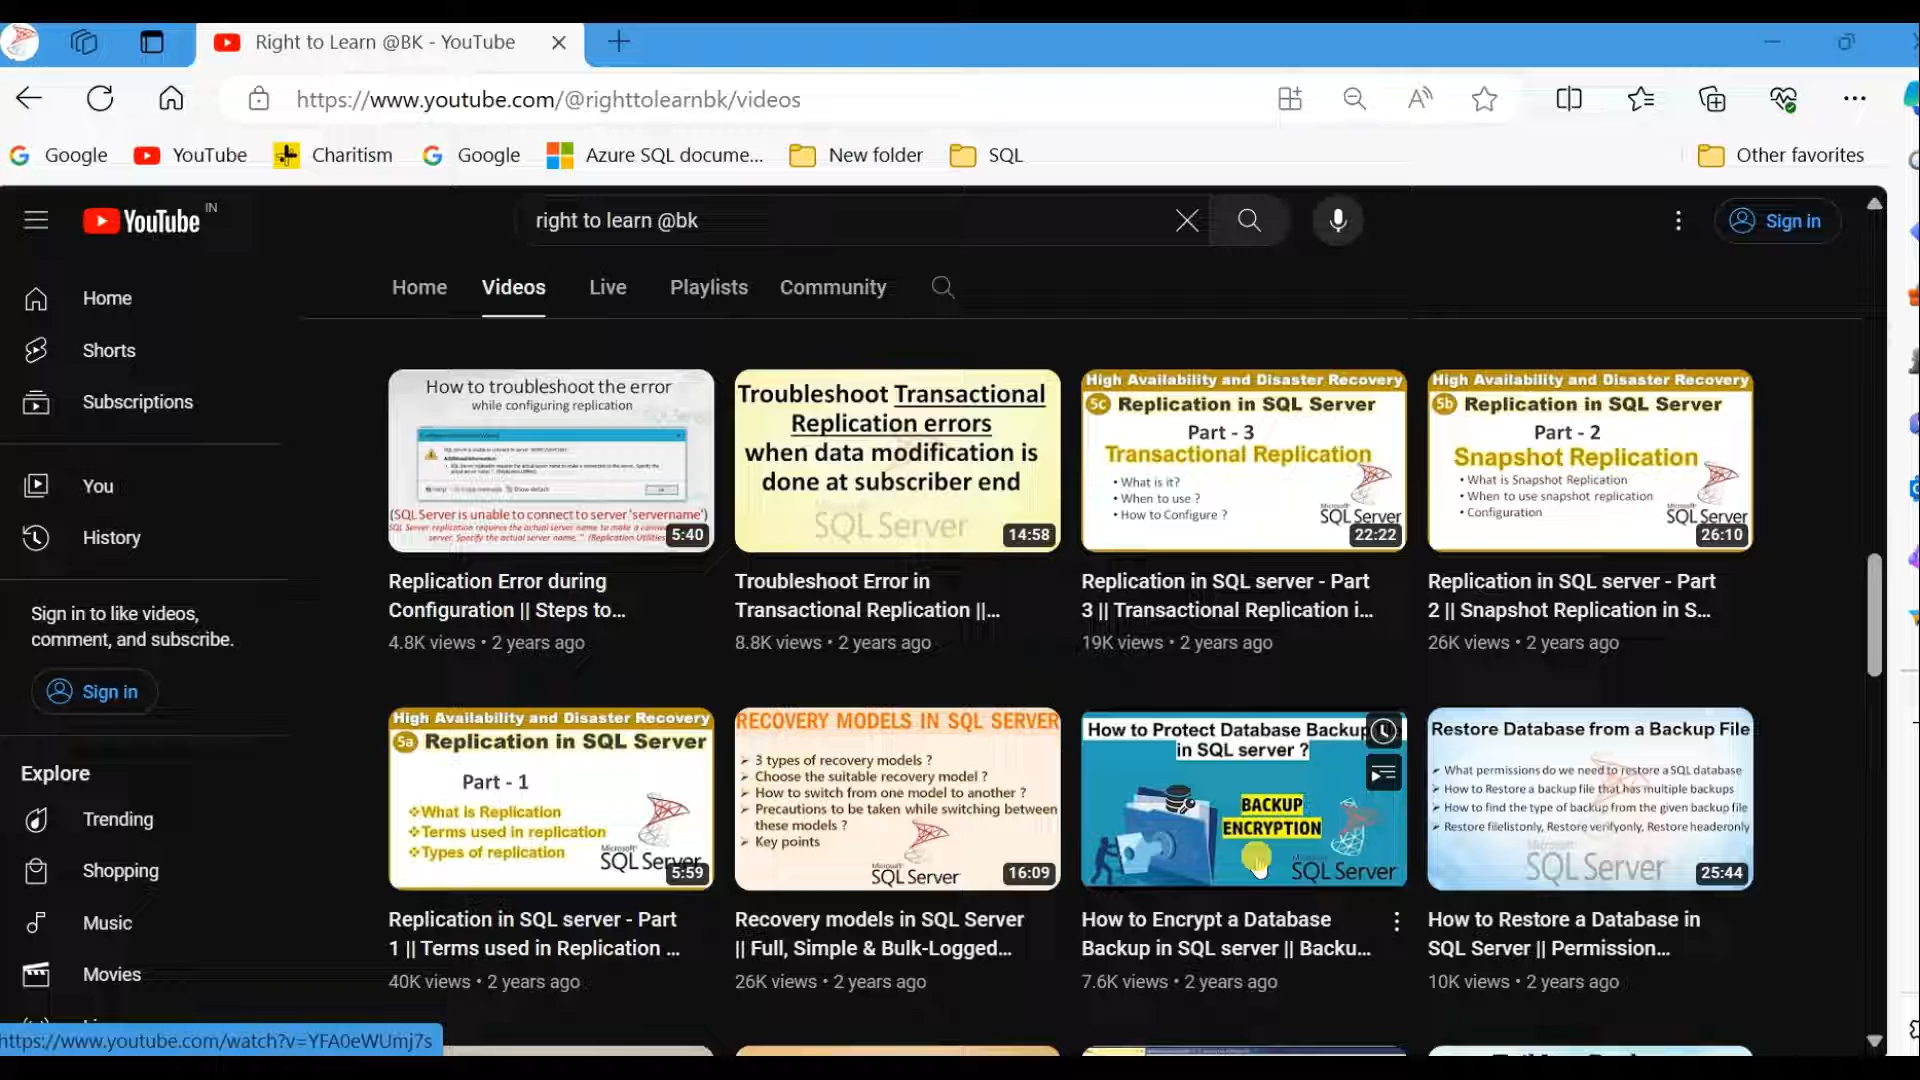 Right to Learn @BK - YouTube
https://www.youtube.com/@righttolearnbk/videos
Google
YouTube
Charitism
Google
Azure SQL docume...
New folder
SQL
Other favorites
YouTube IN
right to learn @bk
Sign in
Home
Videos
Live
Playlists
Community
Home
Shorts
Subscriptions
You
History
Sign in to like videos,
comment, and subscribe.
Sign in
Explore
Trending
Shopping
Music
Movies
How to troubleshoot the error
while configuring replication
(SQL Server is unable to connect to server 'servername')
5:40
Replication Error during
Configuration || Steps to...
4.8K views • 2 years ago
Troubleshoot Transactional
Replication errors
when data modification is
done at subscriber end
SQL Server
14:58
Troubleshoot Error in
Transactional Replication ||...
8.8K views • 2 years ago
High Availability and Disaster Recovery
5c Replication in SQL Server
Part - 3
Transactional Replication
• What is it?
• When to use ?
• How to Configure ?
Microsoft
SQL Server
22:22
Replication in SQL server - Part
3 || Transactional Replication i...
19K views • 2 years ago
High Availability and Disaster Recovery
5b Replication in SQL Server
Part - 2
Snapshot Replication
• What is Snapshot Replication
• When to use snapshot replication
• Configuration
Microsoft
SQL Server
26:10
Replication in SQL server - Part
2 || Snapshot Replication in S...
26K views • 2 years ago
High Availability and Disaster Recovery
5a Replication in SQL Server
Part - 1
❖What is Replication
❖Terms used in replication
❖Types of replication
Microsoft
SQL Server
5:59
Replication in SQL server - Part
1 || Terms used in Replication ...
40K views • 2 years ago
RECOVERY MODELS IN SQL SERVER
➢ 3 types of recovery models ?
➢ Choose the suitable recovery model ?
➢ How to switch from one model to another ?
➢ Precautions to be taken while switching between
these models ?
➢ Key points
Microsoft
SQL Server
16:09
Recovery models in SQL Server
|| Full, Simple & Bulk-Logged...
26K views • 2 years ago
How to Protect Database Backup
in SQL server ?
BACKUP
ENCRYPTION
SQL Server
How to Encrypt a Database
Backup in SQL server || Backu...
7.6K views • 2 years ago
Restore Database from a Backup File
➢ What permissions do we need to restore a SQL database
➢ How to Restore a backup file that has multiple backups
➢ How to find the type of backup from the given backup file
➢ Restore filelistonly, Restore verifyonly, Restore headeronly
SQL Server
25:44
How to Restore a Database in
SQL Server || Permission...
10K views • 2 years ago
https://www.youtube.com/watch?v=YFA0eWUmj7s